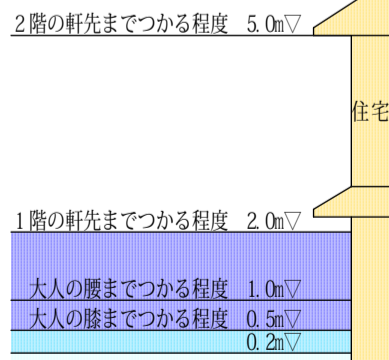 2階の軒先までつかる程度 5.0m▽
住宅
1階の軒先までつかる程度 2.0m▽
大人の腰までつかる程度 1.0m▽
大人の膝までつかる程度 0.5m▽
0.2m▽